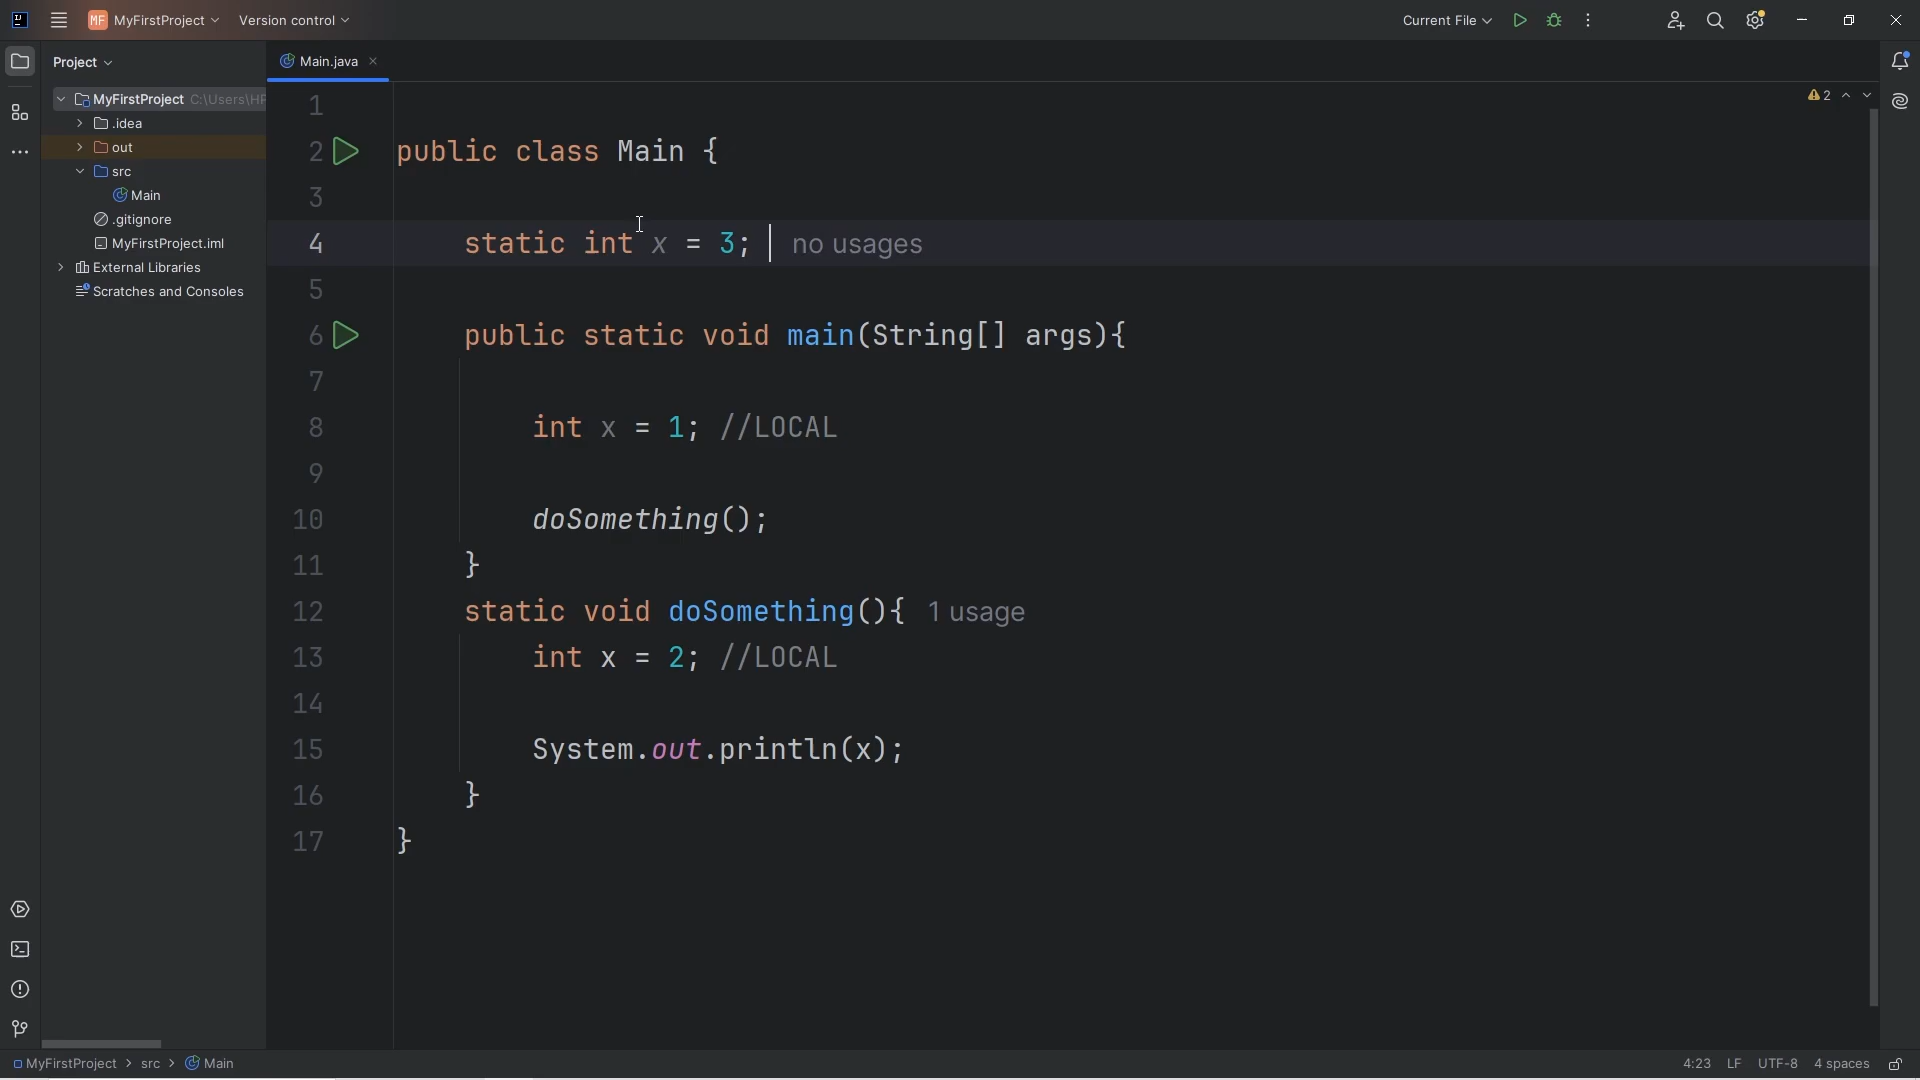 MF MyFirstProject Version control Current File
Project
Main.java
MyFirstProject C:\Users\HP
.idea
out
src
Main
.gitignore
MyFirstProject.iml
External Libraries
Scratches and Consoles
2
1
2 public class Main {
3
4 static int x = 3; no usages
5
6 public static void main(String[] args){
7
8 int x = 1; //LOCAL
9
10 doSomething();
11 }
12 static void doSomething(){ 1 usage
13 int x = 2; //LOCAL
14
15 System.out.println(x);
16 }
17 }
MyFirstProject > src > Main 4:23 LF UTF-8 4 spaces